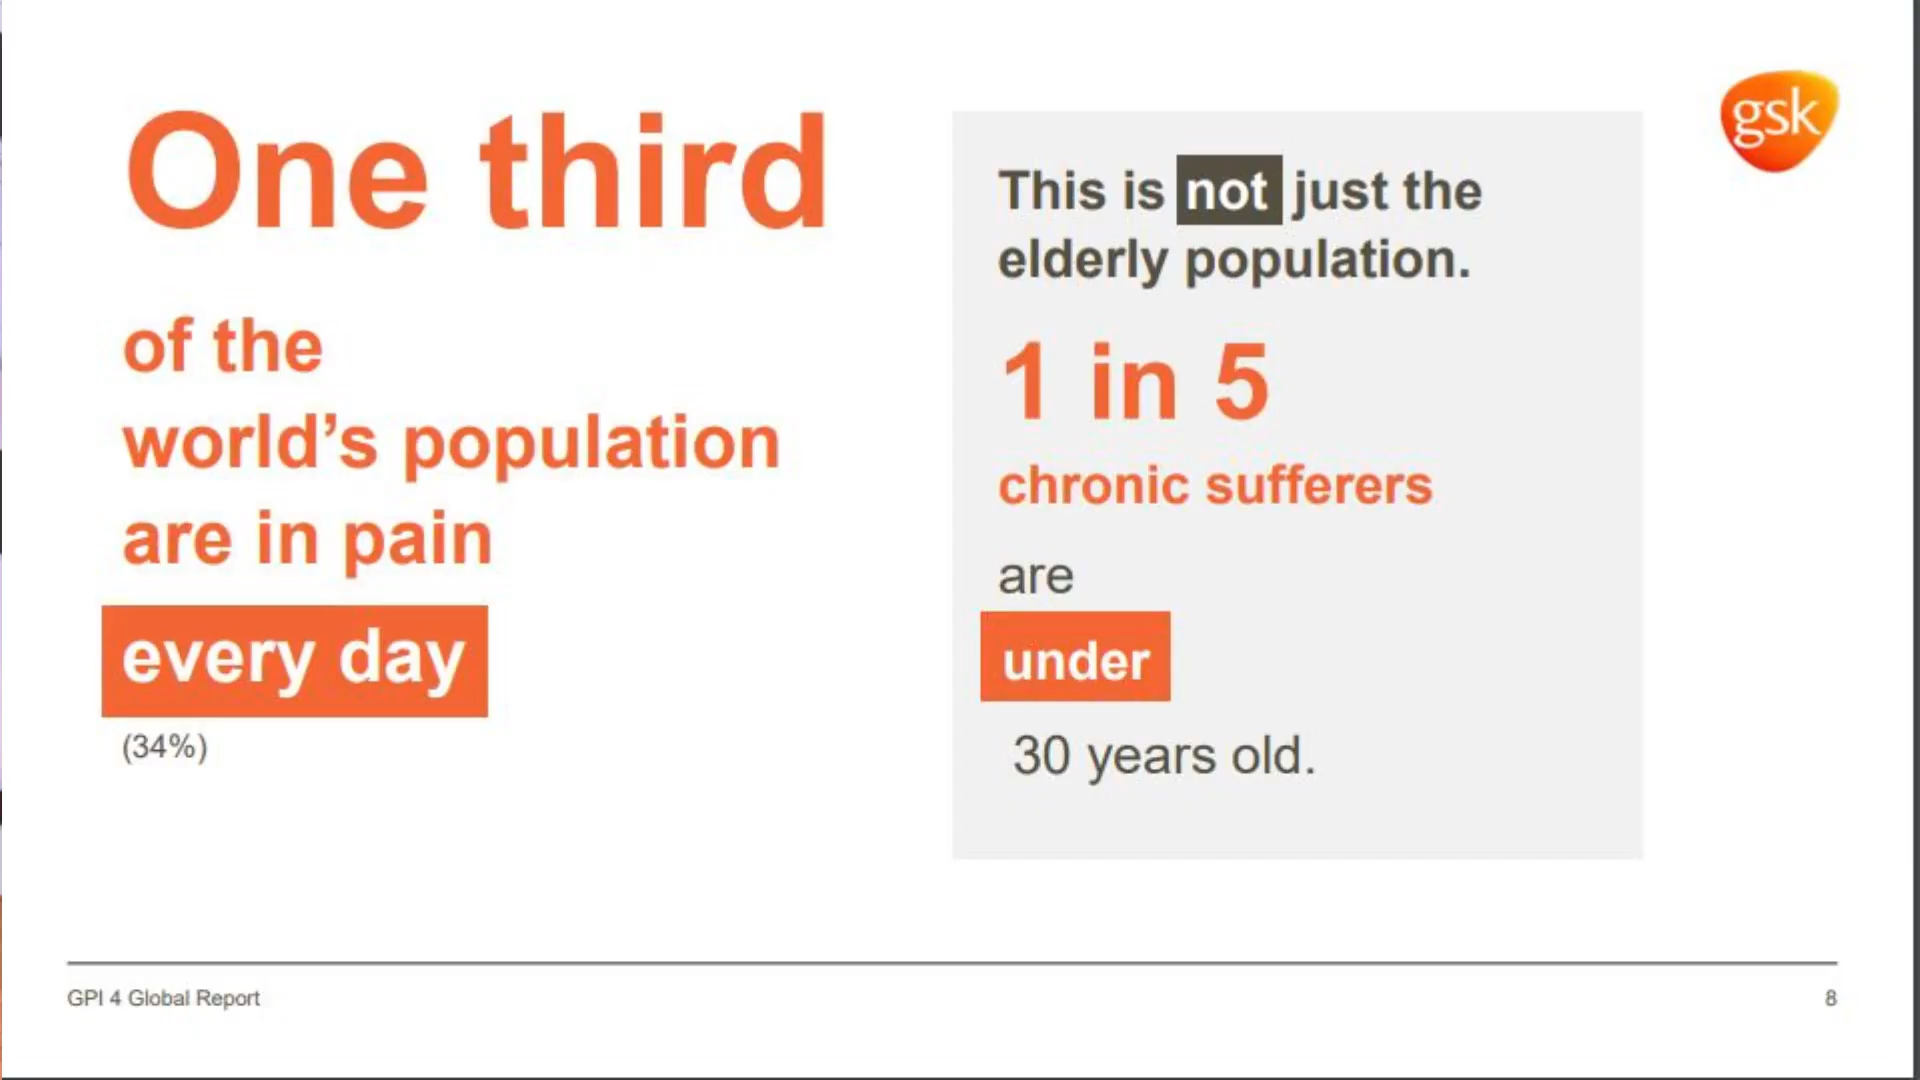 One third
of the
world’s population
are in pain
every day
(34%)
This is not just the
elderly population.
1 in 5
chronic sufferers
are
under
30 years old.
gsk
GPI 4 Global Report
8